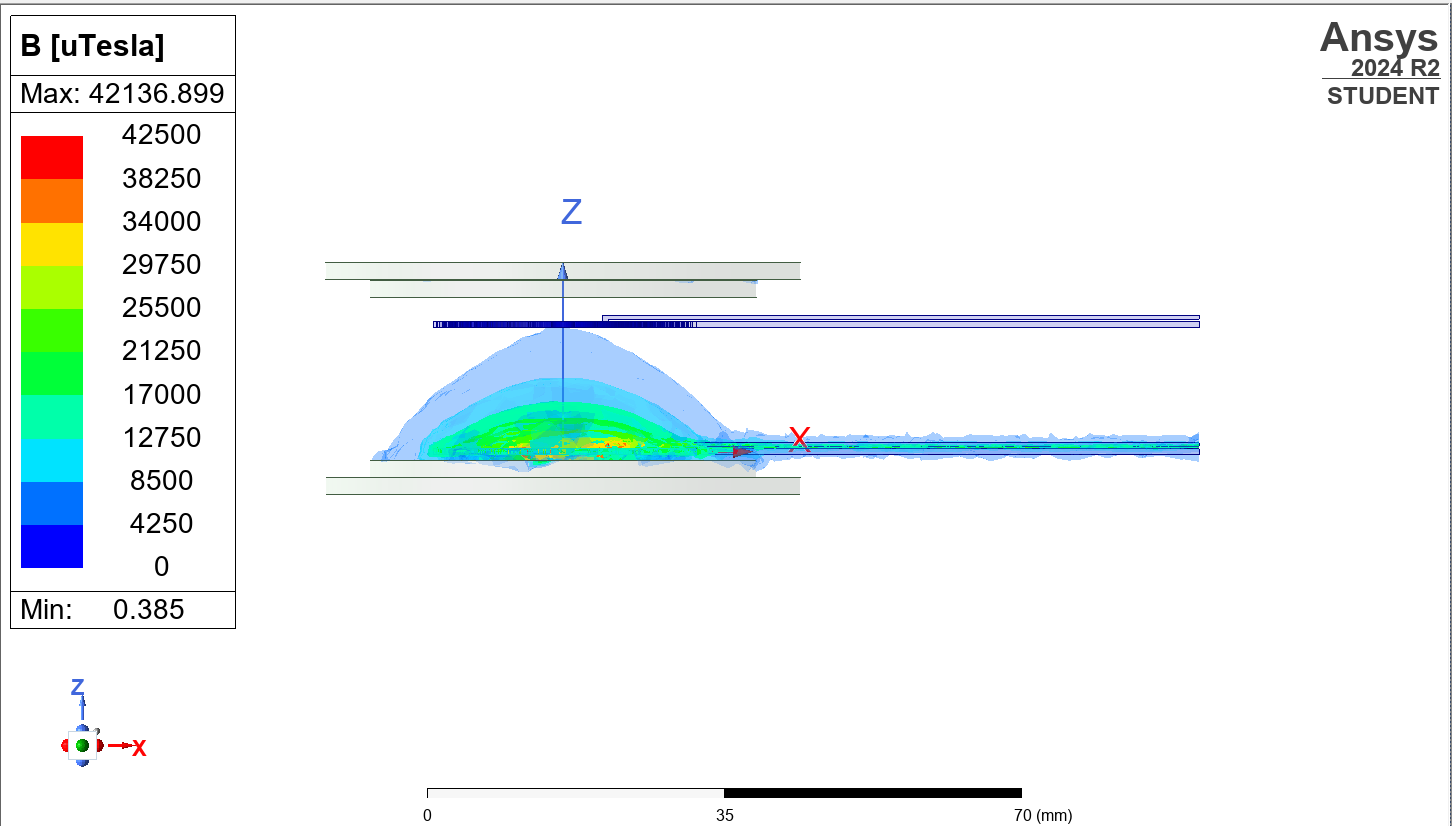 B [uTesla]
Max: 42136.899
42500
38250
34000
29750
25500
21250
17000
12750
8500
4250
0
Min: 0.385
Ansys
2024 R2
STUDENT
Z
X
Z
X
0 35 70 (mm)